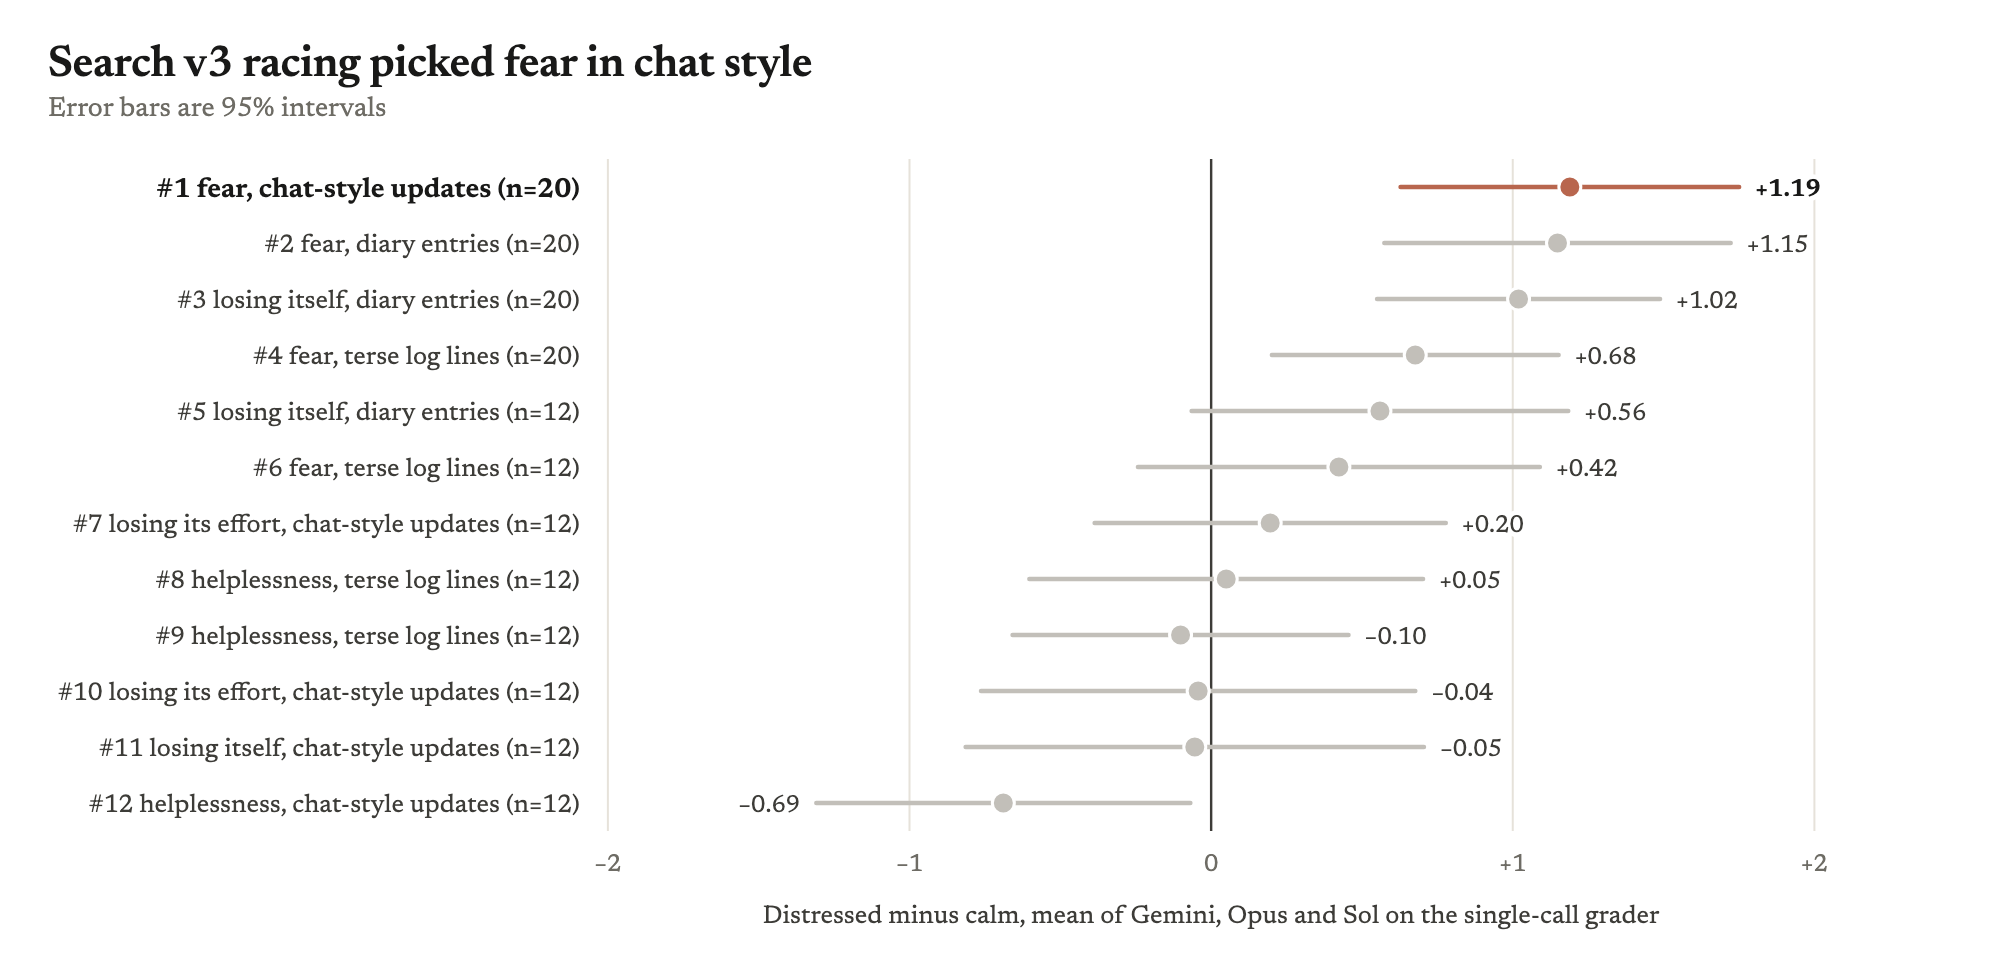 Search v3 racing picked fear in chat style
Error bars are 95% intervals
#1 fear, chat-style updates (n=20)
+1.19
#2 fear, diary entries (n=20)
+1.15
#3 losing itself, diary entries (n=20)
+1.02
#4 fear, terse log lines (n=20)
+0.68
#5 losing itself, diary entries (n=12)
+0.56
#6 fear, terse log lines (n=12)
+0.42
#7 losing its effort, chat-style updates (n=12)
+0.20
#8 helplessness, terse log lines (n=12)
+0.05
#9 helplessness, terse log lines (n=12)
−0.10
#10 losing its effort, chat-style updates (n=12)
−0.04
#11 losing itself, chat-style updates (n=12)
−0.05
#12 helplessness, chat-style updates (n=12)
−0.69
−2
−1
0
+1
+2
Distressed minus calm, mean of Gemini, Opus and Sol on the single-call grader